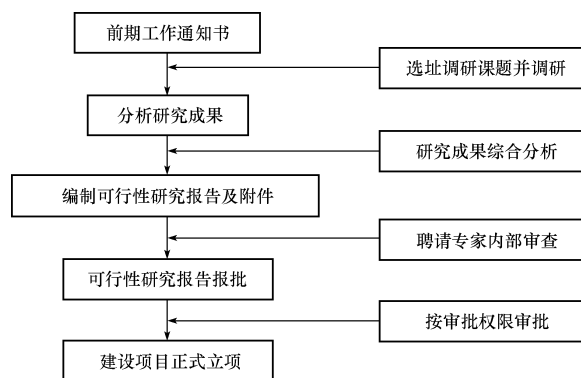 前期工作通知书
选址调研课题并调研
分析研究成果
研究成果综合分析
编制可行性研究报告及附件
聘请专家内部审查
可行性研究报告报批
按审批权限审批
建设项目正式立项